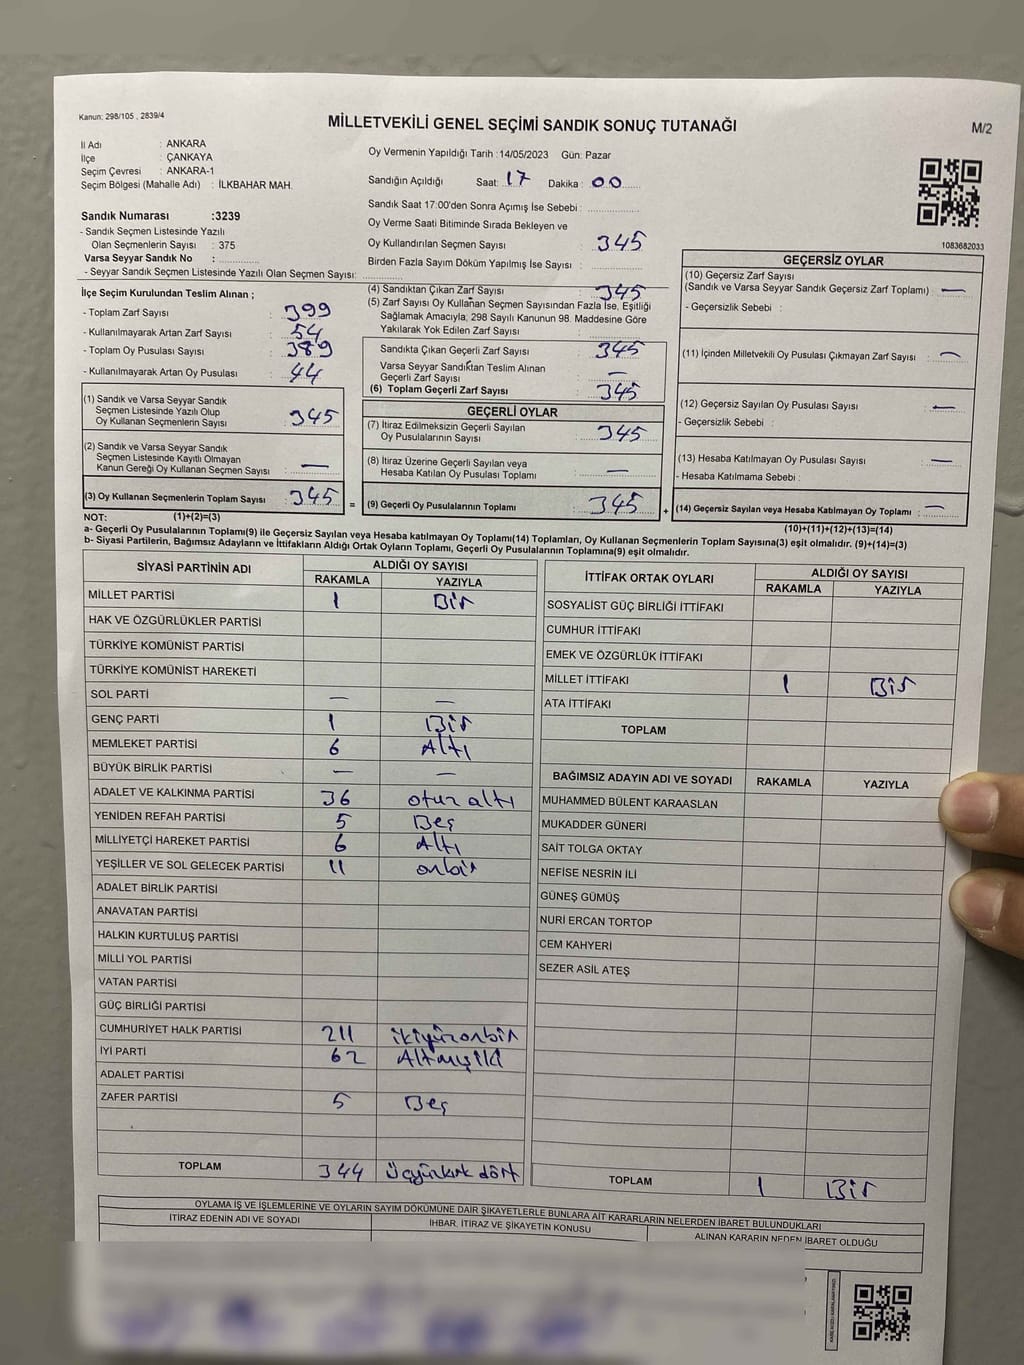 Kanun: 298/105 , 2839/4
MİLLETVEKİLİ GENEL SEÇİMİ SANDIK SONUÇ TUTANAĞI
M/2
İl Adı : ANKARA
İlçe : ÇANKAYA
Seçim Çevresi : ANKARA-1
Seçim Bölgesi (Mahalle Adı) : İLKBAHAR MAH.
Sandık Numarası :3239
- Sandık Seçmen Listesinde Yazılı
Olan Seçmenlerin Sayısı : 375
Varsa Seyyar Sandık No :
- Seyyar Sandık Seçmen Listesinde Yazılı Olan Seçmen Sayısı:
Oy Vermenin Yapıldığı Tarih : 14/05/2023 Gün: Pazar
Sandığın Açıldığı Saat: 17 Dakika : 00
Sandık Saat 17:00'den Sonra Açımış İse Sebebi :
Oy Verme Saati Bitiminde Sırada Bekleyen ve
Oy Kullandırılan Seçmen Sayısı : 345
Birden Fazla Sayım Döküm Yapılmış İse Sayısı :
1083682033
İlçe Seçim Kurulundan Teslim Alınan ;
- Toplam Zarf Sayısı : 399
- Kullanılmayarak Artan Zarf Sayısı : 54
- Toplam Oy Pusulası Sayısı : 389
- Kullanılmayarak Artan Oy Pusulası : 44
(1) Sandık ve Varsa Seyyar Sandık
Seçmen Listesinde Yazılı Olup
Oy Kullanan Seçmenlerin Sayısı : 345
(2) Sandık ve Varsa Seyyar Sandık
Seçmen Listesinde Kayıtlı Olmayan
Kanun Gereği Oy Kullanan Seçmen Sayısı : —
(3) Oy Kullanan Seçmenlerin Toplam Sayısı : 345 =
(4) Sandıktan Çıkan Zarf Sayısı : 345
(5) Zarf Sayısı Oy Kullanan Seçmen Sayısından Fazla İse, Eşitliği
Sağlamak Amacıyla; 298 Sayılı Kanunun 98. Maddesine Göre
Yakılarak Yok Edilen Zarf Sayısı :
Sandıkta Çıkan Geçerli Zarf Sayısı : 345
Varsa Seyyar Sandıktan Teslim Alınan
Geçerli Zarf Sayısı : —
(6) Toplam Geçerli Zarf Sayısı : 345
GEÇERLİ OYLAR
(7) İtiraz Edilmeksizin Geçerli Sayılan
Oy Pusulalarının Sayısı : 345
(8) İtiraz Üzerine Geçerli Sayılan veya
Hesaba Katılan Oy Pusulası Toplamı : —
(9) Geçerli Oy Pusulalarının Toplamı : 345 +
GEÇERSİZ OYLAR
(10) Geçersiz Zarf Sayısı
(Sandık ve Varsa Seyyar Sandık Geçersiz Zarf Toplamı) : —
- Geçersizlik Sebebi :
(11) İçinden Milletvekili Oy Pusulası Çıkmayan Zarf Sayısı : —
(12) Geçersiz Sayılan Oy Pusulası Sayısı : —
- Geçersizlik Sebebi :
(13) Hesaba Katılmayan Oy Pusulası Sayısı : —
- Hesaba Katılmama Sebebi :
(14) Geçersiz Sayılan veya Hesaba Katılmayan Oy Toplamı : —
NOT: (1)+(2)=(3)
(10)+(11)+(12)+(13)=(14)
a- Geçerli Oy Pusulalarının Toplamı(9) ile Geçersiz Sayılan veya Hesaba katılmayan Oy Toplamı(14) Toplamları, Oy Kullanan Seçmenlerin Toplam Sayısına(3) eşit olmalıdır. (9)+(14)=(3)
b- Siyasi Partilerin, Bağımsız Adayların ve İttifakların Aldığı Ortak Oyların Toplamı, Geçerli Oy Pusulalarının Toplamına(9) eşit olmalıdır.
SİYASİ PARTİNİN ADI ALDIĞI OY SAYISI
RAKAMLA YAZIYLA
MİLLET PARTİSİ 1 Bir
HAK VE ÖZGÜRLÜKLER PARTİSİ
TÜRKİYE KOMÜNİST PARTİSİ
TÜRKİYE KOMÜNİST HAREKETİ
SOL PARTİ — —
GENÇ PARTİ 1 Bir
MEMLEKET PARTİSİ 6 Altı
BÜYÜK BİRLİK PARTİSİ — —
ADALET VE KALKINMA PARTİSİ 36 otuz altı
YENİDEN REFAH PARTİSİ 5 Beş
MİLLİYETÇİ HAREKET PARTİSİ 6 Altı
YEŞİLLER VE SOL GELECEK PARTİSİ 11 onbir
ADALET BİRLİK PARTİSİ
ANAVATAN PARTİSİ
HALKIN KURTULUŞ PARTİSİ
MİLLİ YOL PARTİSİ
VATAN PARTİSİ
GÜÇ BİRLİĞİ PARTİSİ
CUMHURİYET HALK PARTİSİ 211 ikiyüzonbir
İYİ PARTİ 62 Altmışiki
ADALET PARTİSİ
ZAFER PARTİSİ 5 Beş
TOPLAM 344 üçyüzkırk dört
İTTİFAK ORTAK OYLARI ALDIĞI OY SAYISI
RAKAMLA YAZIYLA
SOSYALİST GÜÇ BİRLİĞİ İTTİFAKI
CUMHUR İTTİFAKI
EMEK VE ÖZGÜRLÜK İTTİFAKI
MİLLET İTTİFAKI 1 Bir
ATA İTTİFAKI
TOPLAM
BAĞIMSIZ ADAYIN ADI VE SOYADI RAKAMLA YAZIYLA
MUHAMMED BÜLENT KARAASLAN
MUKADDER GÜNERİ
SAİT TOLGA OKTAY
NEFİSE NESRİN İLİ
GÜNEŞ GÜMÜŞ
NURİ ERCAN TORTOP
CEM KAHYERİ
SEZER ASİL ATEŞ
TOPLAM 1 Bir
OYLAMA İŞ VE İŞLEMLERİNE VE OYLARIN SAYIM DÖKÜMÜNE DAİR ŞİKAYETLERLE BUNLARA AİT KARARLARIN NELERDEN İBARET BULUNDUKLARI
İTİRAZ EDENİN ADI VE SOYADI İHBAR, İTİRAZ VE ŞİKAYETİN KONUSU ALINAN KARARIN NEDEN İBARET OLDUĞU